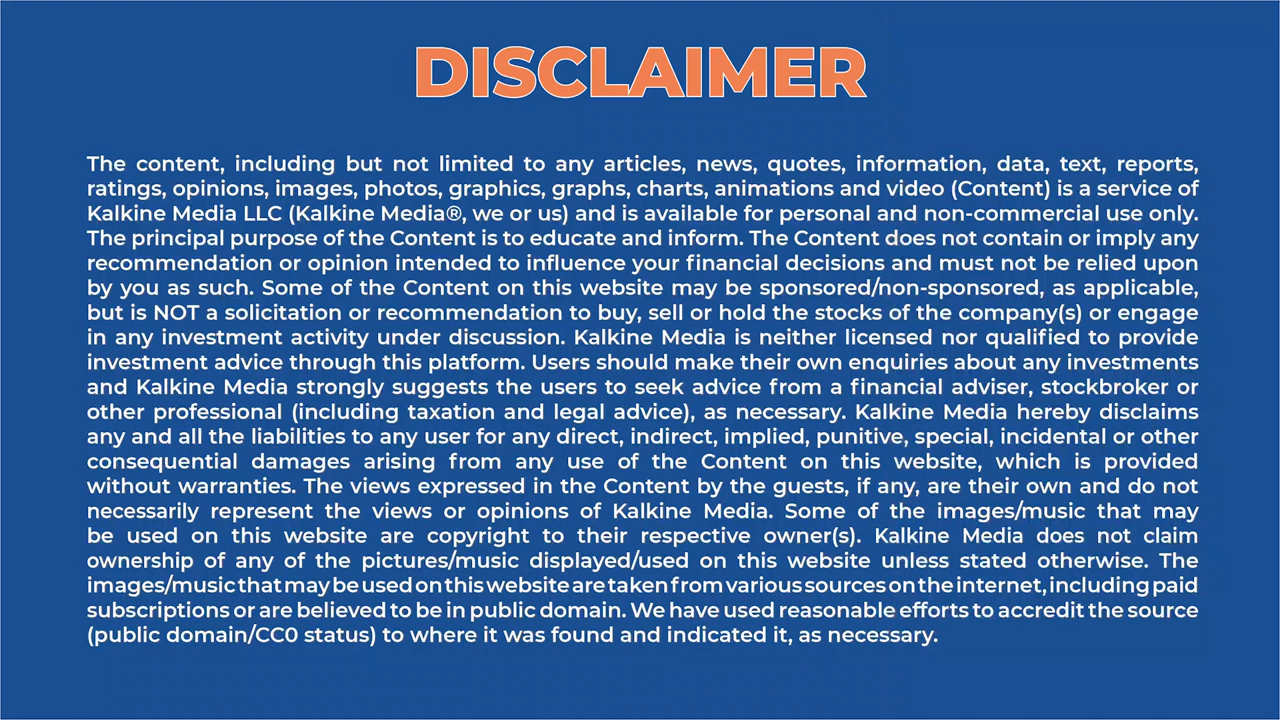 DISCLAIMER
The content, including but not limited to any articles, news, quotes, information, data, text, reports,
ratings, opinions, images, photos, graphics, graphs, charts, animations and video (Content) is a service of
Kalkine Media LLC (Kalkine Media®, we or us) and is available for personal and non-commercial use only.
The principal purpose of the Content is to educate and inform. The Content does not contain or imply any
recommendation or opinion intended to influence your financial decisions and must not be relied upon
by you as such. Some of the Content on this website may be sponsored/non-sponsored, as applicable,
but is NOT a solicitation or recommendation to buy, sell or hold the stocks of the company(s) or engage
in any investment activity under discussion. Kalkine Media is neither licensed nor qualified to provide
investment advice through this platform. Users should make their own enquiries about any investments
and Kalkine Media strongly suggests the users to seek advice from a financial adviser, stockbroker or
other professional (including taxation and legal advice), as necessary. Kalkine Media hereby disclaims
any and all the liabilities to any user for any direct, indirect, implied, punitive, special, incidental or other
consequential damages arising from any use of the Content on this website, which is provided
without warranties. The views expressed in the Content by the guests, if any, are their own and do not
necessarily represent the views or opinions of Kalkine Media. Some of the images/music that may
be used on this website are copyright to their respective owner(s). Kalkine Media does not claim
ownership of any of the pictures/music displayed/used on this website unless stated otherwise. The
images/music that may be used on this website are taken from various sources on the internet, including paid
subscriptions or are believed to be in public domain. We have used reasonable efforts to accredit the source
(public domain/CC0 status) to where it was found and indicated it, as necessary.